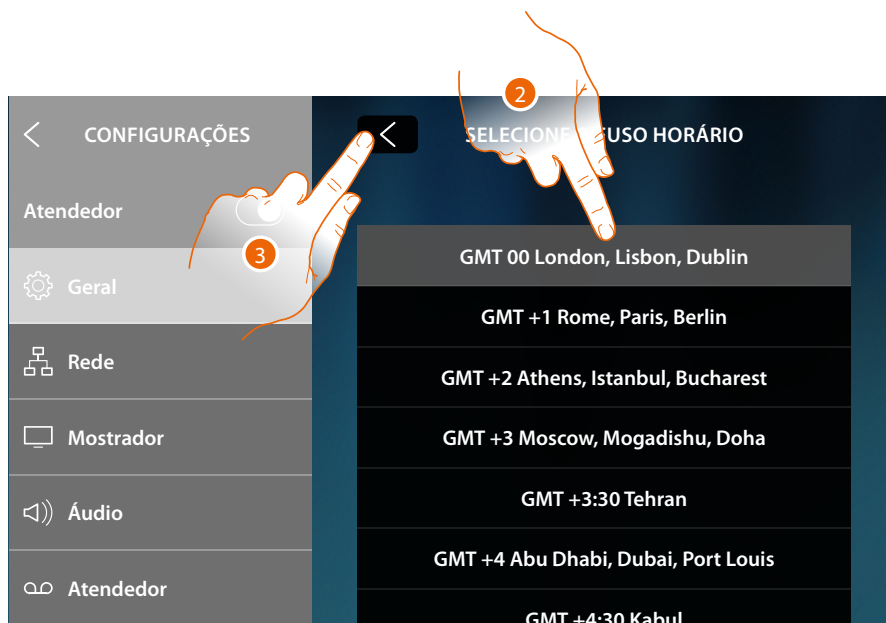 2
CONFIGURAÇÕES
SELECIONE FUSO HORÁRIO
Atendedor
3
Geral
Rede
Mostrador
Áudio
Atendedor
GMT 00 London, Lisbon, Dublin
GMT +1 Rome, Paris, Berlin
GMT +2 Athens, Istanbul, Bucharest
GMT +3 Moscow, Mogadishu, Doha
GMT +3:30 Tehran
GMT +4 Abu Dhabi, Dubai, Port Louis
GMT +4:30 Kabul